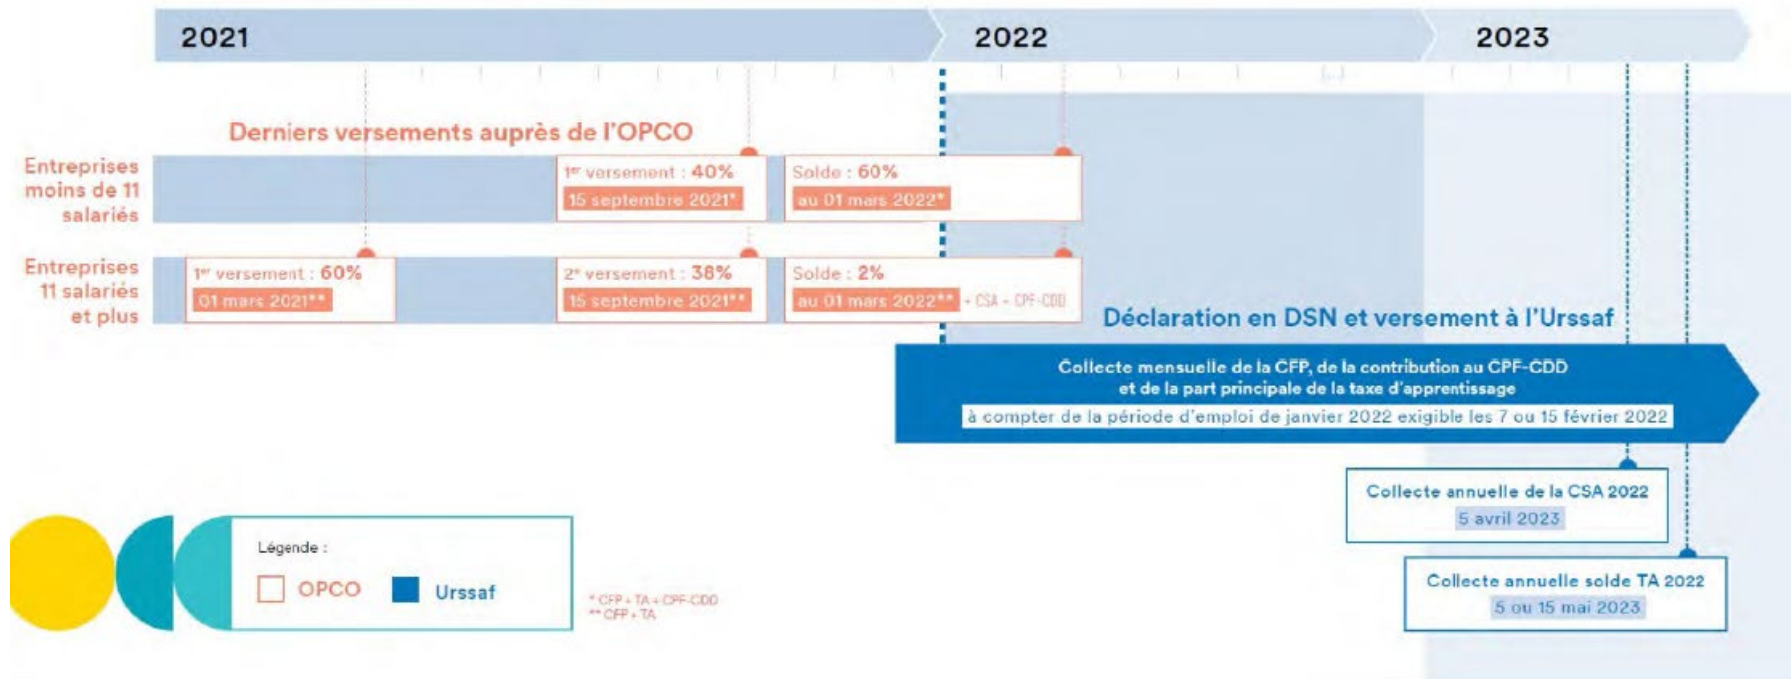 2021
2022
2023
(...)
Derniers versements auprès de l'OPCO
Entreprises
moins de 11
salariés
1er versement : 40%
15 septembre 2021*
Solde : 60%
au 01 mars 2022*
Entreprises
11 salariés
et plus
1er versement : 60%
01 mars 2021**
2e versement : 38%
15 septembre 2021**
Solde : 2%
au 01 mars 2022** + CSA + CPF-CDD
Déclaration en DSN et versement à l'Urssaf
Collecte mensuelle de la CFP, de la contribution au CPF-CDD
et de la part principale de la taxe d'apprentissage
à compter de la période d'emploi de janvier 2022 exigible les 7 ou 15 février 2022
Collecte annuelle de la CSA 2022
5 avril 2023
Collecte annuelle solde TA 2022
5 ou 15 mai 2023
Légende :
OPCO
Urssaf
* CFP + TA + CPF-CDD
** CFP + TA